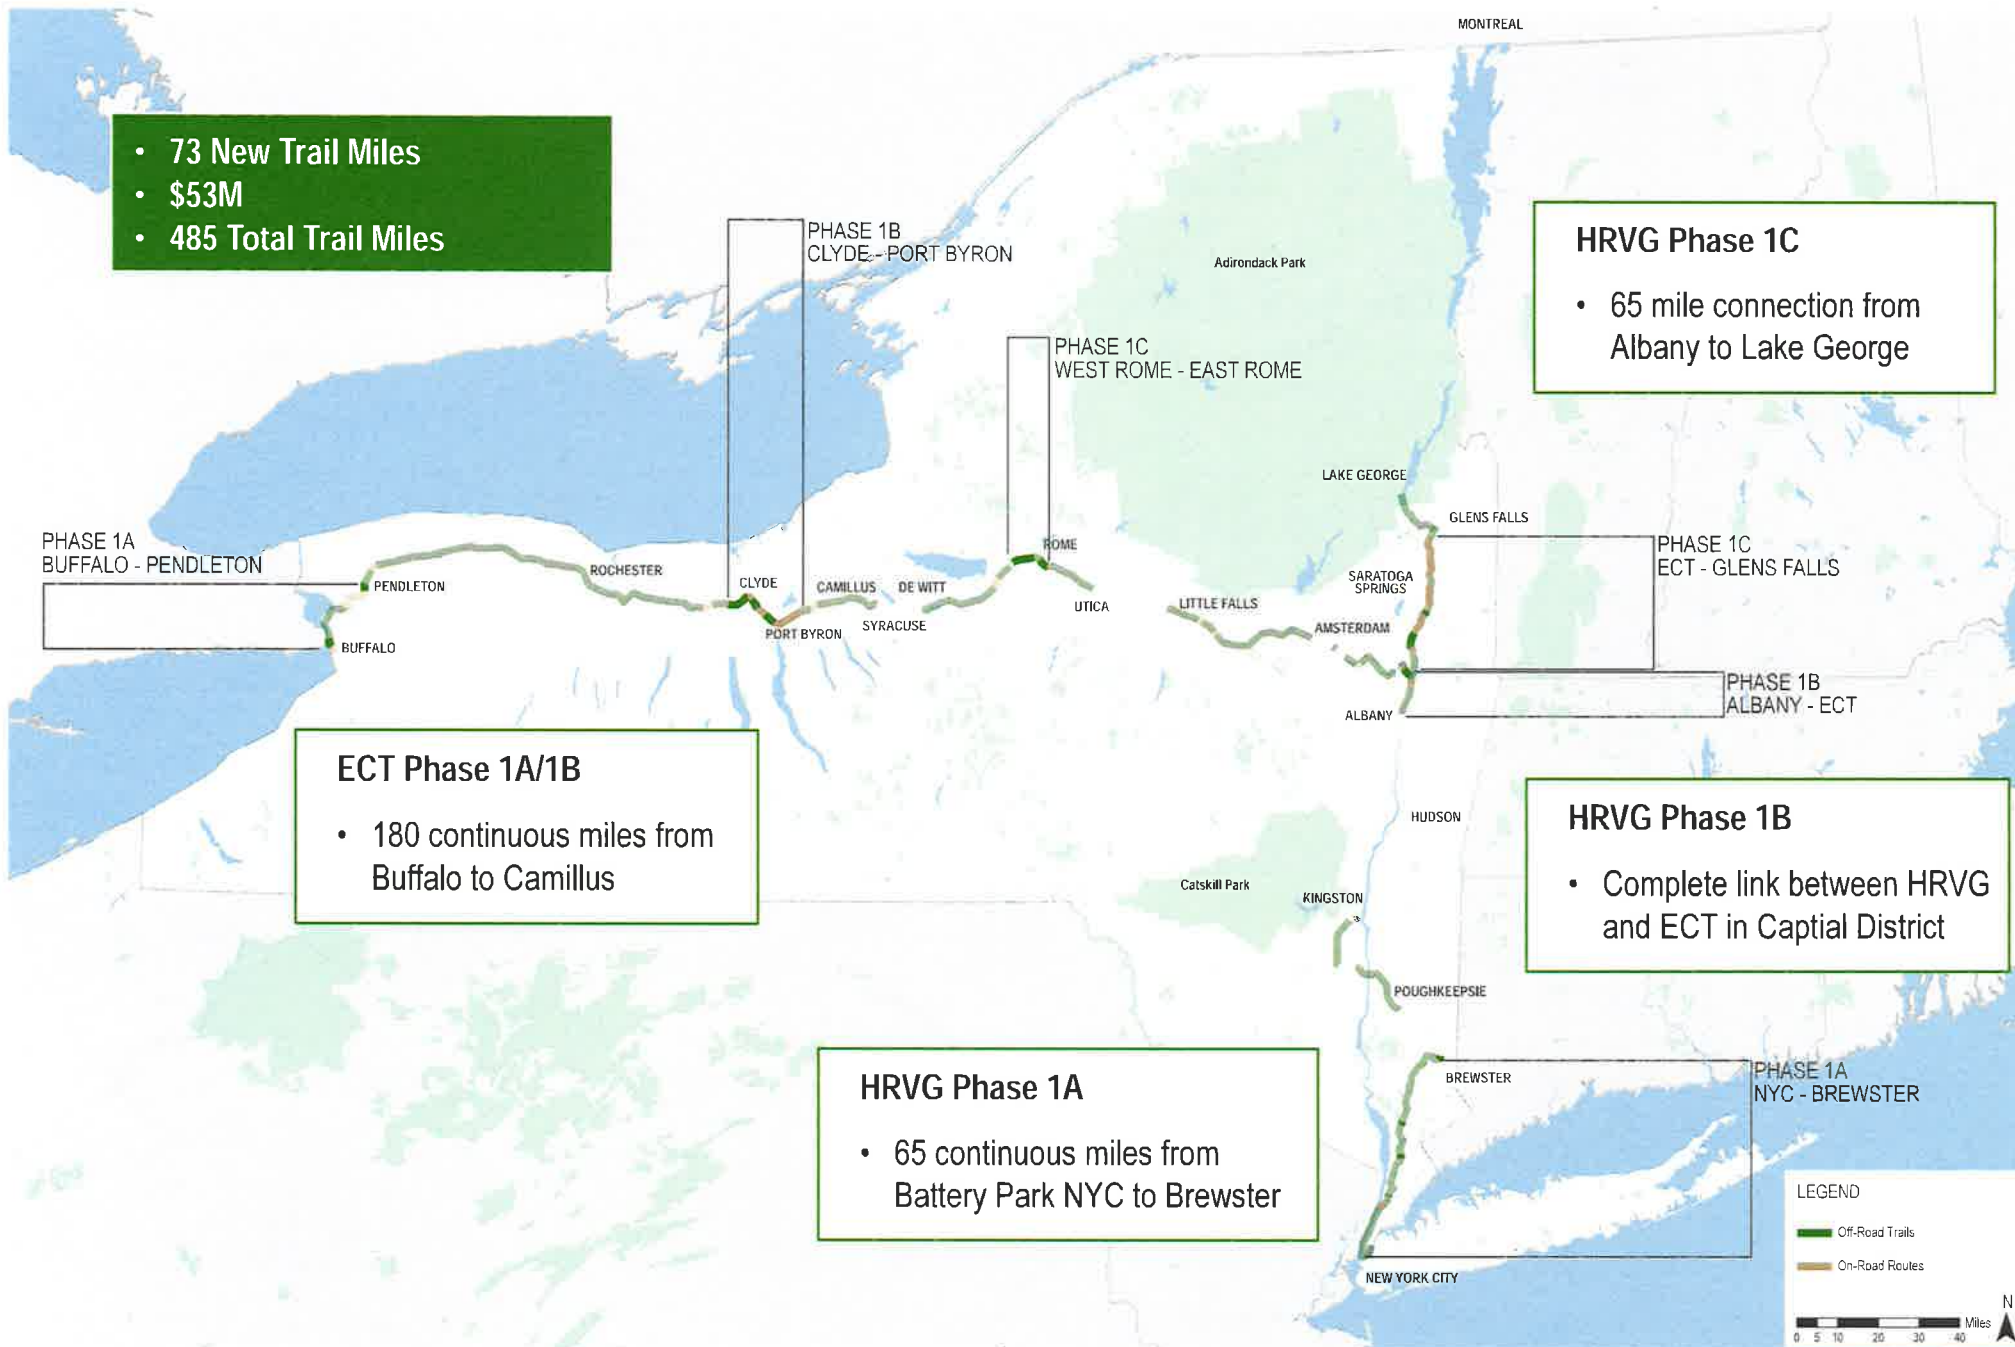 MONTREAL
• 73 New Trail Miles
• $53M
• 485 Total Trail Miles
PHASE 1B
CLYDE - PORT BYRON
Adirondack Park
HRVG Phase 1C
• 65 mile connection from
Albany to Lake George
PHASE 1C
WEST ROME - EAST ROME
LAKE GEORGE
GLENS FALLS
PHASE 1A
BUFFALO - PENDLETON
PHASE 1C
ECT - GLENS FALLS
ROME
ROCHESTER
PENDLETON
CLYDE
CAMILLUS
DE WITT
SARATOGA
SPRINGS
UTICA
LITTLE FALLS
PORT BYRON
SYRACUSE
AMSTERDAM
BUFFALO
PHASE 1B
ALBANY - ECT
ALBANY
ECT Phase 1A/1B
• 180 continuous miles from
Buffalo to Camillus
HUDSON
HRVG Phase 1B
• Complete link between HRVG
and ECT in Captial District
Catskill Park
KINGSTON
POUGHKEEPSIE
HRVG Phase 1A
• 65 continuous miles from
Battery Park NYC to Brewster
BREWSTER
PHASE 1A
NYC - BREWSTER
NEW YORK CITY
LEGEND
Off-Road Trails
On-Road Routes
N
Miles
0 5 10 20 30 40